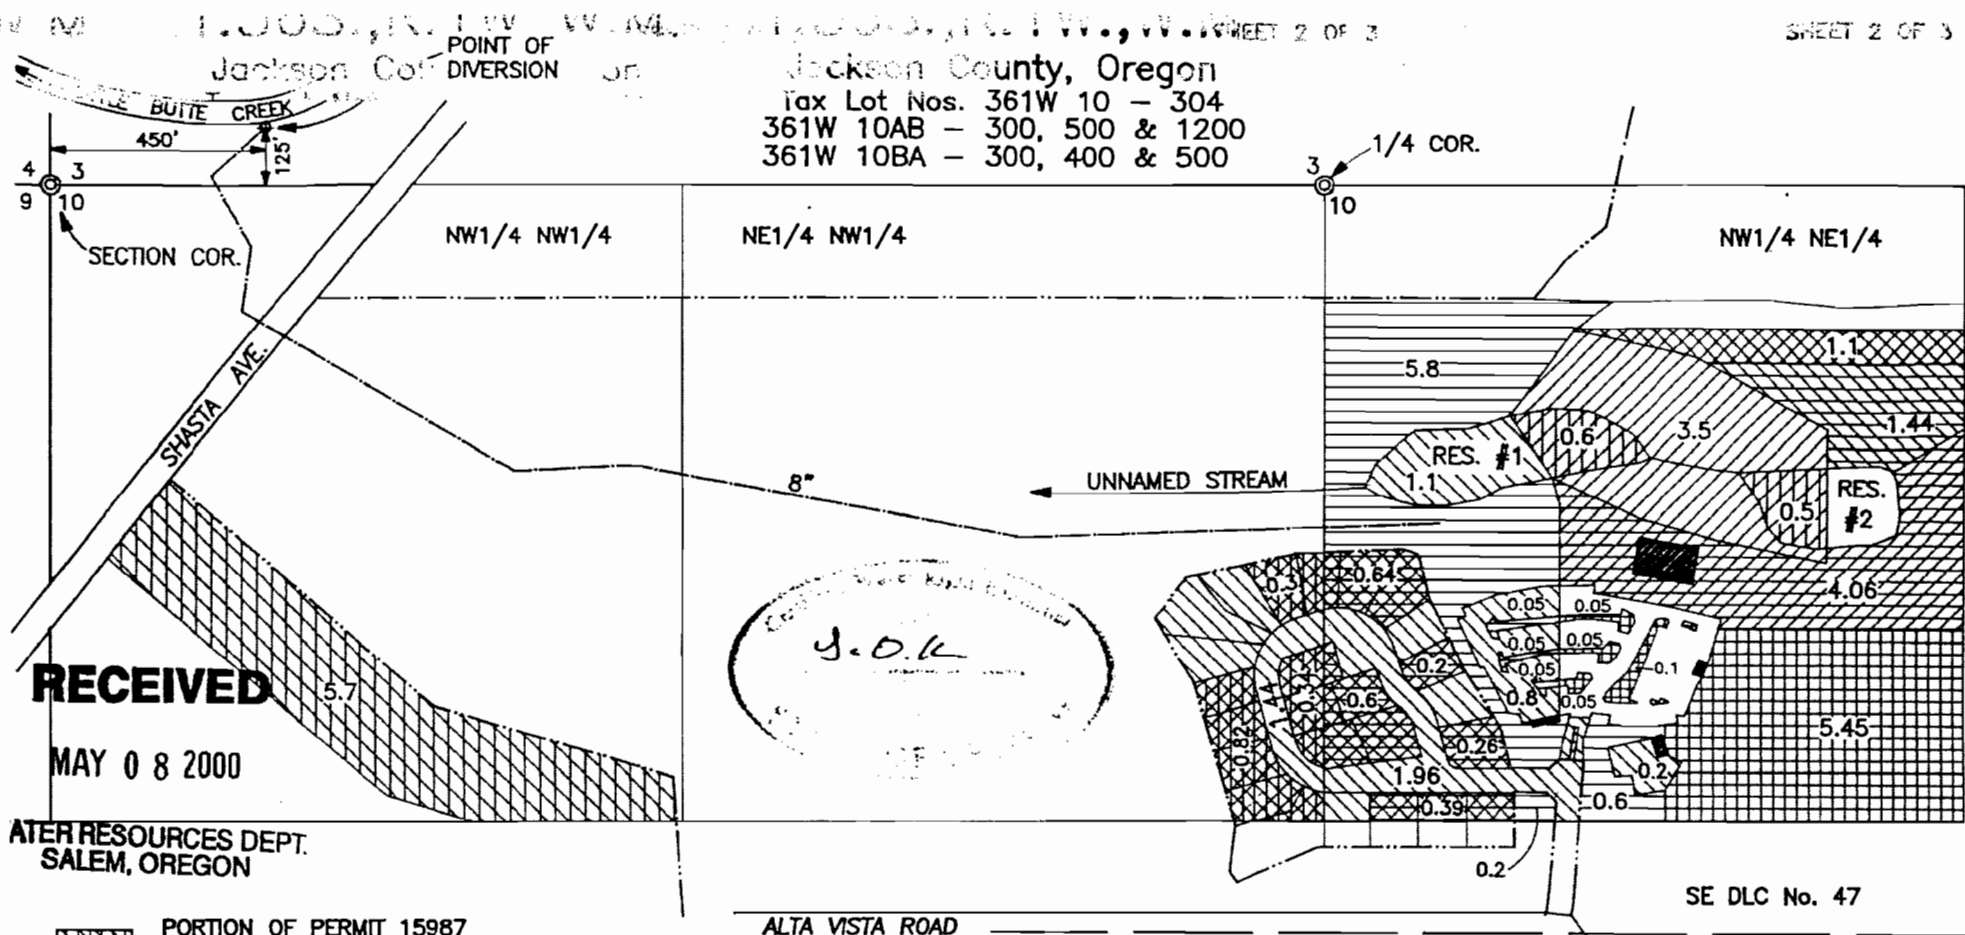 SHEET 2 OF 3
SHEET 2 OF 3
POINT OF
DIVERSION
Jackson
Jackson County, Oregon
Tax Lot Nos. 361W 10 – 304
361W 10AB – 300, 500 & 1200
361W 10BA – 300, 400 & 500
BUTTE CREEK
450'
125'
4 3
9 10
SECTION COR.
3
10
1/4 COR.
NW1/4 NW1/4
NE1/4 NW1/4
NW1/4 NE1/4
SHASTA AVE.
8"
UNNAMED STREAM
5.8
1.1
1.44
3.5
0.6
RES. #1
1.1
0.5
RES.
#2
4.06
0.3
0.64
0.05
0.05
0.05
0.05
0.05
0.05
0.1
0.8
0.2
0.6
1.44
0.82
0.26
1.96
0.39
0.2
0.2
0.6
5.45
5.7
RECEIVED
MAY 0 8 2000
ATER RESOURCES DEPT.
SALEM, OREGON
SE DLC No. 47
PORTION OF PERMIT 15987
ALTA VISTA ROAD